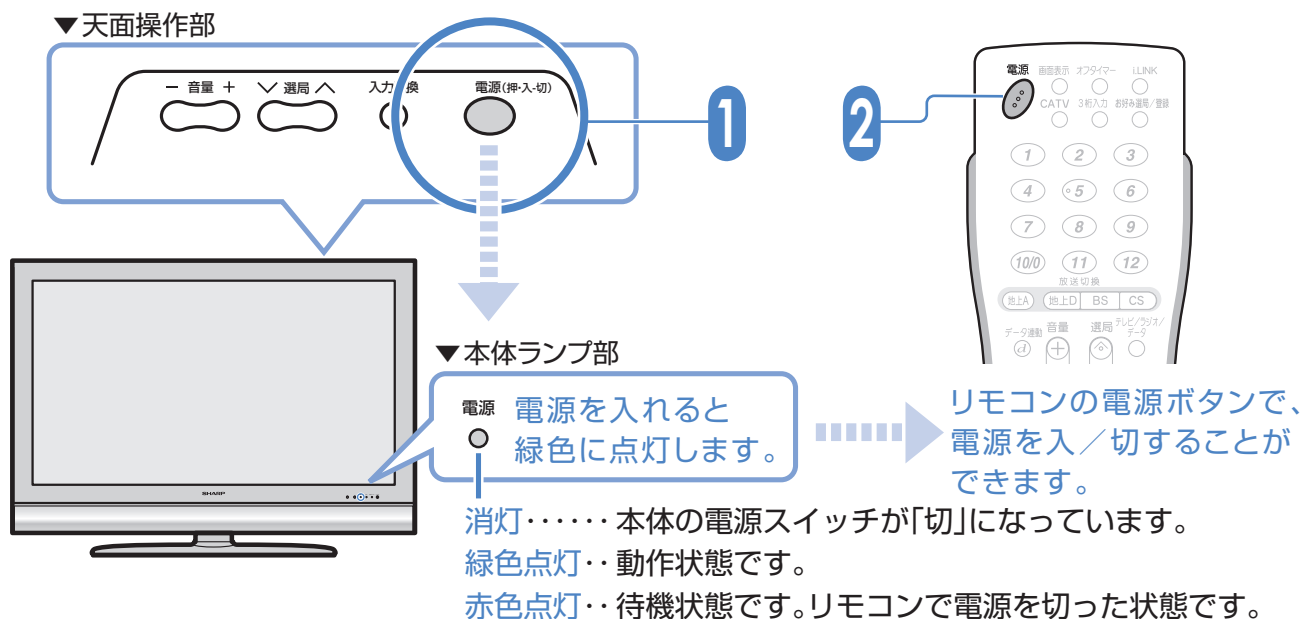 ▼天面操作部
－ 音量 ＋
∨ 選局 ∧
入力 換
電源(押・入-切)
1
2
電源
画面表示
オフタイマー
i.LINK
CATV
3桁入力
お好み選局／登録
1
2
3
4
5
6
7
8
9
10/0
11
12
放送切換
地上A
地上D
BS
CS
データ連動
音量
選局
テレビ／ラジオ／
データ
d
＋
SHARP
▼本体ランプ部
電源
電源を入れると
緑色に点灯します。
リモコンの電源ボタンで、
電源を入／切することが
できます。
消灯‥‥‥本体の電源スイッチが｢切｣になっています。
緑色点灯‥動作状態です。
赤色点灯‥待機状態です。リモコンで電源を切った状態です。